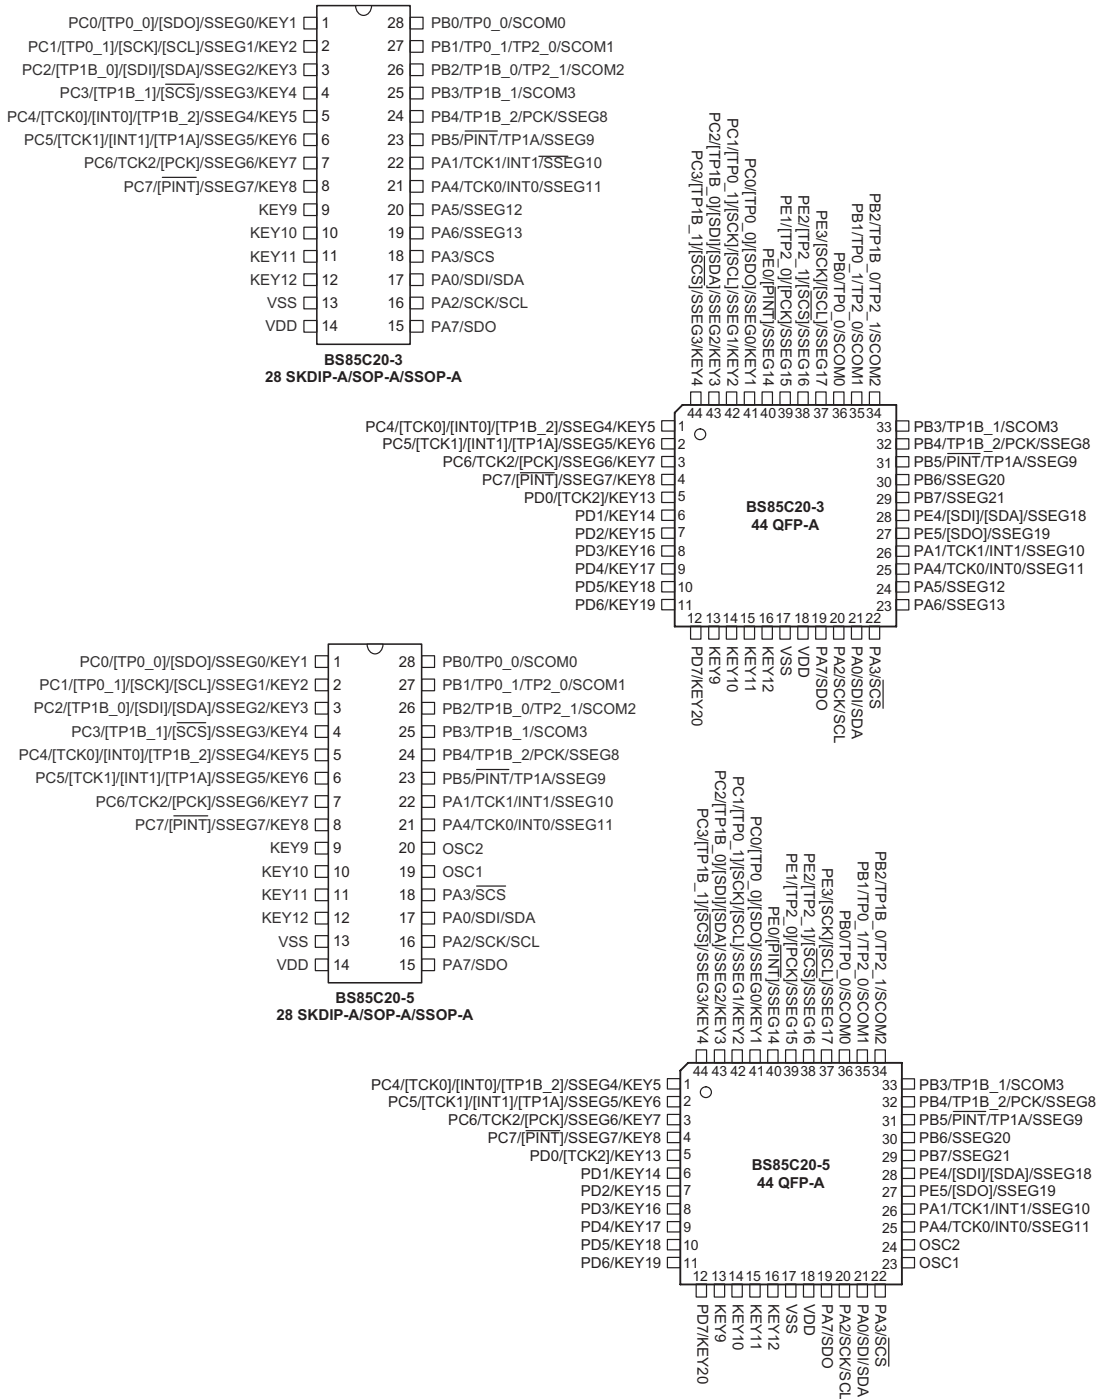 PC0/[TP0_0]/[SDO]/SSEG0/KEY1 1 28 PB0/TP0_0/SCOM0
PC1/[TP0_1]/[SCK]/[SCL]/SSEG1/KEY2 2 27 PB1/TP0_1/TP2_0/SCOM1
PC2/[TP1B_0]/[SDI]/[SDA]/SSEG2/KEY3 3 26 PB2/TP1B_0/TP2_1/SCOM2
PC3/[TP1B_1]/[SCS]/SSEG3/KEY4 4 25 PB3/TP1B_1/SCOM3
PC4/[TCK0]/[INT0]/[TP1B_2]/SSEG4/KEY5 5 24 PB4/TP1B_2/PCK/SSEG8
PC5/[TCK1]/[INT1]/[TP1A]/SSEG5/KEY6 6 23 PB5/PINT/TP1A/SSEG9
PC6/TCK2/[PCK]/SSEG6/KEY7 7 22 PA1/TCK1/INT1/SSEG10
PC7/[PINT]/SSEG7/KEY8 8 21 PA4/TCK0/INT0/SSEG11
KEY9 9 20 PA5/SSEG12
KEY10 10 19 PA6/SSEG13
KEY11 11 18 PA3/SCS
KEY12 12 17 PA0/SDI/SDA
VSS 13 16 PA2/SCK/SCL
VDD 14 15 PA7/SDO
BS85C20-3
28 SKDIP-A/SOP-A/SSOP-A
PC3/[TP1B_1]/[SCS]/SSEG3/KEY4
PC2/[TP1B_0]/[SDI]/[SDA]/SSEG2/KEY3
PC1/[TP0_1]/[SCK]/[SCL]/SSEG1/KEY2
PC0/[TP0_0]/[SDO]/SSEG0/KEY1
PE0/[PINT]/SSEG14
PE1/[TP2_0]/[PCK]/SSEG15
PE2/[TP2_1]/[SCS]/SSEG16
PE3/[SCK]/[SCL]/SSEG17
PB0/TP0_0/SCOM0
PB1/TP0_1/TP2_0/SCOM1
PB2/TP1B_0/TP2_1/SCOM2
44 43 42 41 40 39 38 37 36 35 34
PC4/[TCK0]/[INT0]/[TP1B_2]/SSEG4/KEY5 1 33 PB3/TP1B_1/SCOM3
PC5/[TCK1]/[INT1]/[TP1A]/SSEG5/KEY6 2 32 PB4/TP1B_2/PCK/SSEG8
PC6/TCK2/[PCK]/SSEG6/KEY7 3 31 PB5/PINT/TP1A/SSEG9
PC7/[PINT]/SSEG7/KEY8 4 30 PB6/SSEG20
PD0/[TCK2]/KEY13 5 29 PB7/SSEG21
PD1/KEY14 6 28 PE4/[SDI]/[SDA]/SSEG18
PD2/KEY15 7 27 PE5/[SDO]/SSEG19
PD3/KEY16 8 26 PA1/TCK1/INT1/SSEG10
PD4/KEY17 9 25 PA4/TCK0/INT0/SSEG11
PD5/KEY18 10 24 PA5/SSEG12
PD6/KEY19 11 23 PA6/SSEG13
BS85C20-3
44 QFP-A
12 13 14 15 16 17 18 19 20 21 22
PD7/KEY20
KEY9
KEY10
KEY11
KEY12
VSS
VDD
PA7/SDO
PA2/SCK/SCL
PA0/SDI/SDA
PA3/SCS
PC0/[TP0_0]/[SDO]/SSEG0/KEY1 1 28 PB0/TP0_0/SCOM0
PC1/[TP0_1]/[SCK]/[SCL]/SSEG1/KEY2 2 27 PB1/TP0_1/TP2_0/SCOM1
PC2/[TP1B_0]/[SDI]/[SDA]/SSEG2/KEY3 3 26 PB2/TP1B_0/TP2_1/SCOM2
PC3/[TP1B_1]/[SCS]/SSEG3/KEY4 4 25 PB3/TP1B_1/SCOM3
PC4/[TCK0]/[INT0]/[TP1B_2]/SSEG4/KEY5 5 24 PB4/TP1B_2/PCK/SSEG8
PC5/[TCK1]/[INT1]/[TP1A]/SSEG5/KEY6 6 23 PB5/PINT/TP1A/SSEG9
PC6/TCK2/[PCK]/SSEG6/KEY7 7 22 PA1/TCK1/INT1/SSEG10
PC7/[PINT]/SSEG7/KEY8 8 21 PA4/TCK0/INT0/SSEG11
KEY9 9 20 OSC2
KEY10 10 19 OSC1
KEY11 11 18 PA3/SCS
KEY12 12 17 PA0/SDI/SDA
VSS 13 16 PA2/SCK/SCL
VDD 14 15 PA7/SDO
BS85C20-5
28 SKDIP-A/SOP-A/SSOP-A
PC3/[TP1B_1]/[SCS]/SSEG3/KEY4
PC2/[TP1B_0]/[SDI]/[SDA]/SSEG2/KEY3
PC1/[TP0_1]/[SCK]/[SCL]/SSEG1/KEY2
PC0/[TP0_0]/[SDO]/SSEG0/KEY1
PE0/[PINT]/SSEG14
PE1/[TP2_0]/[PCK]/SSEG15
PE2/[TP2_1]/[SCS]/SSEG16
PE3/[SCK]/[SCL]/SSEG17
PB0/TP0_0/SCOM0
PB1/TP0_1/TP2_0/SCOM1
PB2/TP1B_0/TP2_1/SCOM2
44 43 42 41 40 39 38 37 36 35 34
PC4/[TCK0]/[INT0]/[TP1B_2]/SSEG4/KEY5 1 33 PB3/TP1B_1/SCOM3
PC5/[TCK1]/[INT1]/[TP1A]/SSEG5/KEY6 2 32 PB4/TP1B_2/PCK/SSEG8
PC6/TCK2/[PCK]/SSEG6/KEY7 3 31 PB5/PINT/TP1A/SSEG9
PC7/[PINT]/SSEG7/KEY8 4 30 PB6/SSEG20
PD0/[TCK2]/KEY13 5 29 PB7/SSEG21
PD1/KEY14 6 28 PE4/[SDI]/[SDA]/SSEG18
PD2/KEY15 7 27 PE5/[SDO]/SSEG19
PD3/KEY16 8 26 PA1/TCK1/INT1/SSEG10
PD4/KEY17 9 25 PA4/TCK0/INT0/SSEG11
PD5/KEY18 10 24 OSC2
PD6/KEY19 11 23 OSC1
BS85C20-5
44 QFP-A
12 13 14 15 16 17 18 19 20 21 22
PD7/KEY20
KEY9
KEY10
KEY11
KEY12
VSS
VDD
PA7/SDO
PA2/SCK/SCL
PA0/SDI/SDA
PA3/SCS